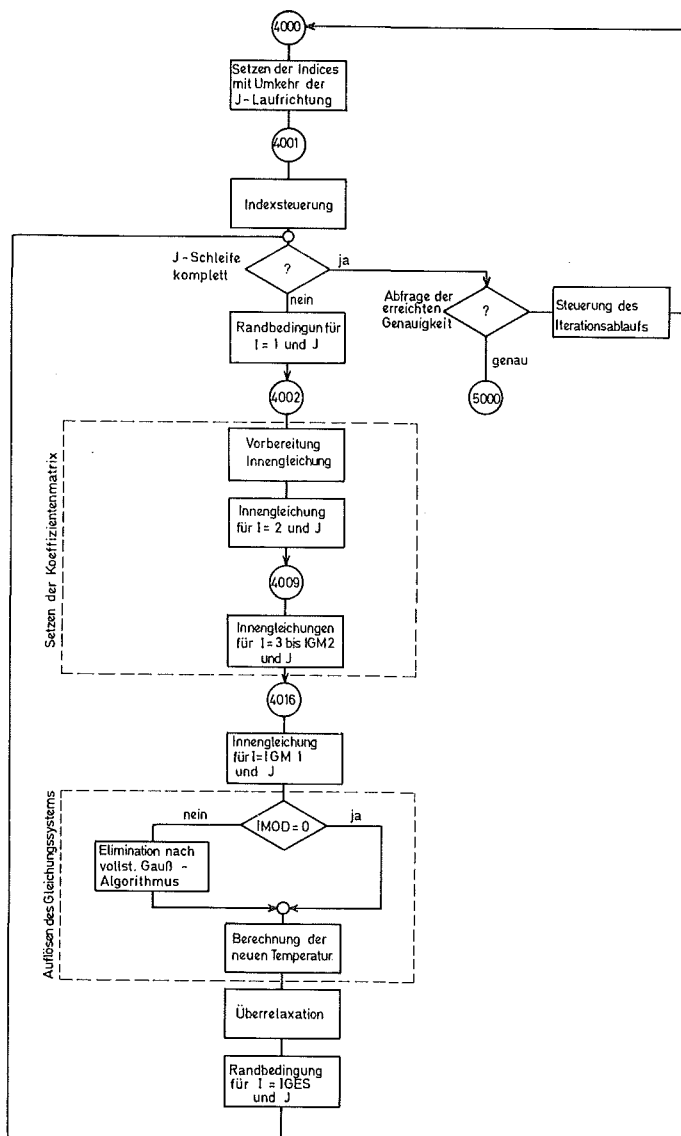 4000
Setzen der Indices
mit Umkehr der
J-Laufrichtung
4001
Indexsteuerung
J-Schleife
komplett
?
ja
nein
Abfrage der
erreichten
Genauigkeit
?
Steuerung des
Iterationsablaufs
genau
5000
Randbedingun für
I = 1 und J
4002
Setzen der Koeffizientenmatrix
Vorbereitung
Innengleichung
Innengleichung
für I = 2 und J
4009
Innengleichungen
für I = 3 bis IGM2
und J
4016
Innengleichung
für I = IGM 1
und J
Auflösen des Gleichungssystems
nein
IMOD = 0
ja
Elimination nach
vollst. Gauß -
Algorithmus
Berechnung der
neuen Temperatur.
Überrelaxation
Randbedingung
für I = IGES
und J